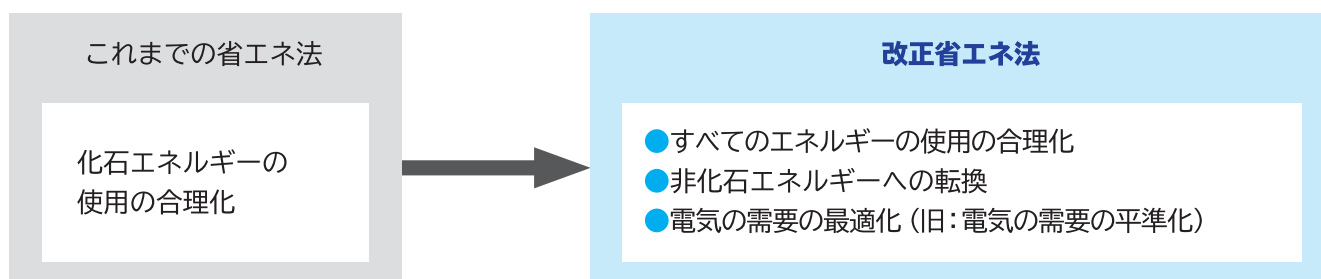 これまでの省エネ法
化石エネルギーの
使用の合理化
改正省エネ法
●すべてのエネルギーの使用の合理化
●非化石エネルギーへの転換
●電気の需要の最適化（旧：電気の需要の平準化）